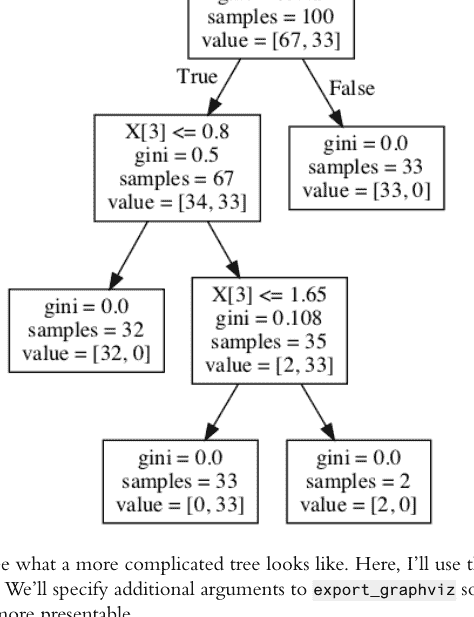 samples = 100
value = [67, 33]
True
False
X[3] <= 0.8
gini = 0.5
samples = 67
value = [34, 33]
gini = 0.0
samples = 33
value = [33, 0]
gini = 0.0
samples = 32
value = [32, 0]
X[3] <= 1.65
gini = 0.108
samples = 35
value = [2, 33]
gini = 0.0
samples = 33
value = [0, 33]
gini = 0.0
samples = 2
value = [2, 0]
e what a more complicated tree looks like. Here, I'll use th
. We'll specify additional arguments to export_graphviz so
more presentable